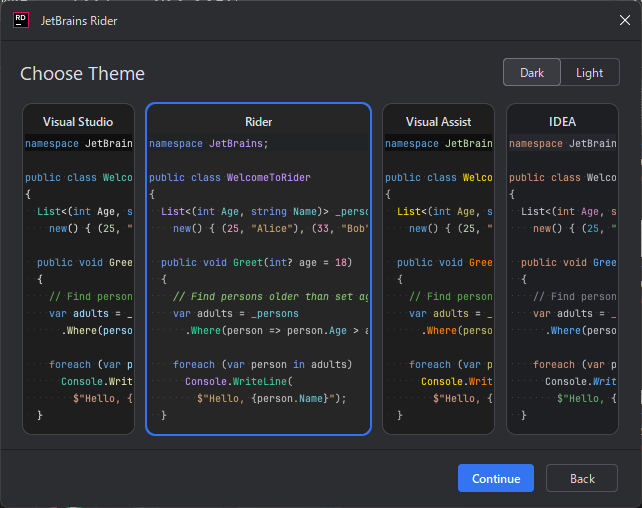 RD JetBrains Rider
Choose Theme
Dark Light
Visual Studio
namespace JetBrain
public class Welco
{
List<(int Age, s
new() { (25, "
public void Gree
{
// Find person
var adults = _
.Where(perso
foreach (var p
Console.Writ
$"Hello, {
}
Rider
namespace JetBrains;
public class WelcomeToRider
{
List<(int Age, string Name)> _perso
new() { (25, "Alice"), (33, "Bob"
public void Greet(int? age = 18)
{
// Find persons older than set ag
var adults = _persons
.Where(person => person.Age > a
foreach (var person in adults)
Console.WriteLine(
$"Hello, {person.Name}");
}
Visual Assist
namespace JetBrain
public class Welco
{
List<(int Age, s
new() { (25, "
public void Gree
{
// Find person
var adults = _
.Where(perso
foreach (var p
Console.Writ
$"Hello, {
}
IDEA
namespace JetBrain
public class Welco
{
List<(int Age, s
new() { (25, "
public void Gree
{
// Find person
var adults = _
.Where(perso
foreach (var p
Console.Writ
$"Hello, {
}
Continue Back